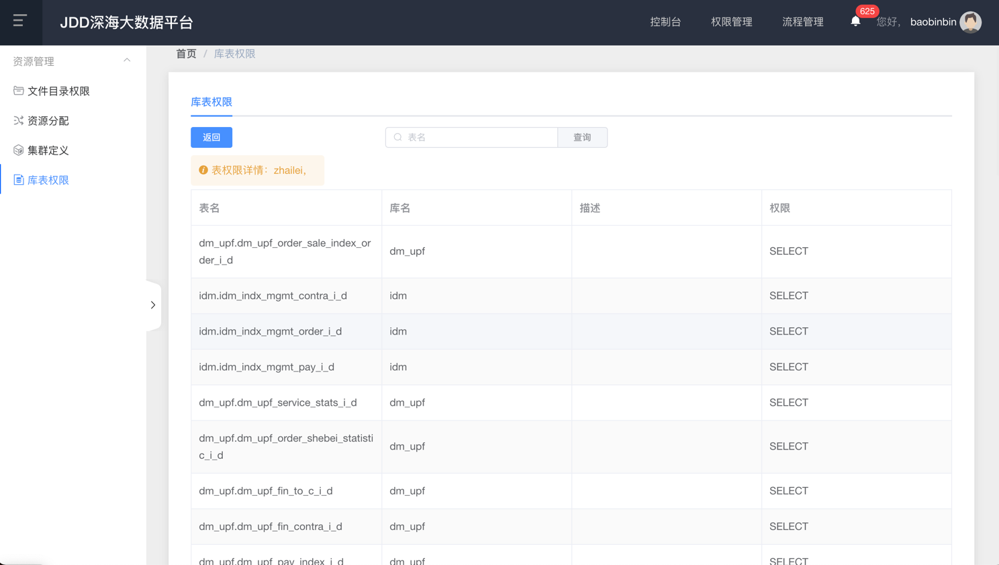 JDD深海大数据平台
控制台
权限管理
流程管理
625
您好，
baobinbin
首页 / 库表权限
资源管理
文件目录权限
资源分配
集群定义
库表权限
库表权限
返回
表名
查询
表权限详情：zhailei,
表名 库名 描述 权限
dm_upf.dm_upf_order_sale_index_or
der_i_d
dm_upf SELECT
idm.idm_indx_mgmt_contra_i_d idm SELECT
idm.idm_indx_mgmt_order_i_d idm SELECT
idm.idm_indx_mgmt_pay_i_d idm SELECT
dm_upf.dm_upf_service_stats_i_d dm_upf SELECT
dm_upf.dm_upf_order_shebei_statisti
c_i_d
dm_upf SELECT
dm_upf.dm_upf_fin_to_c_i_d dm_upf SELECT
dm_upf.dm_upf_fin_contra_i_d dm_upf SELECT
dm_upf.dm_upf_pay_index_i_d dm_upf SELECT